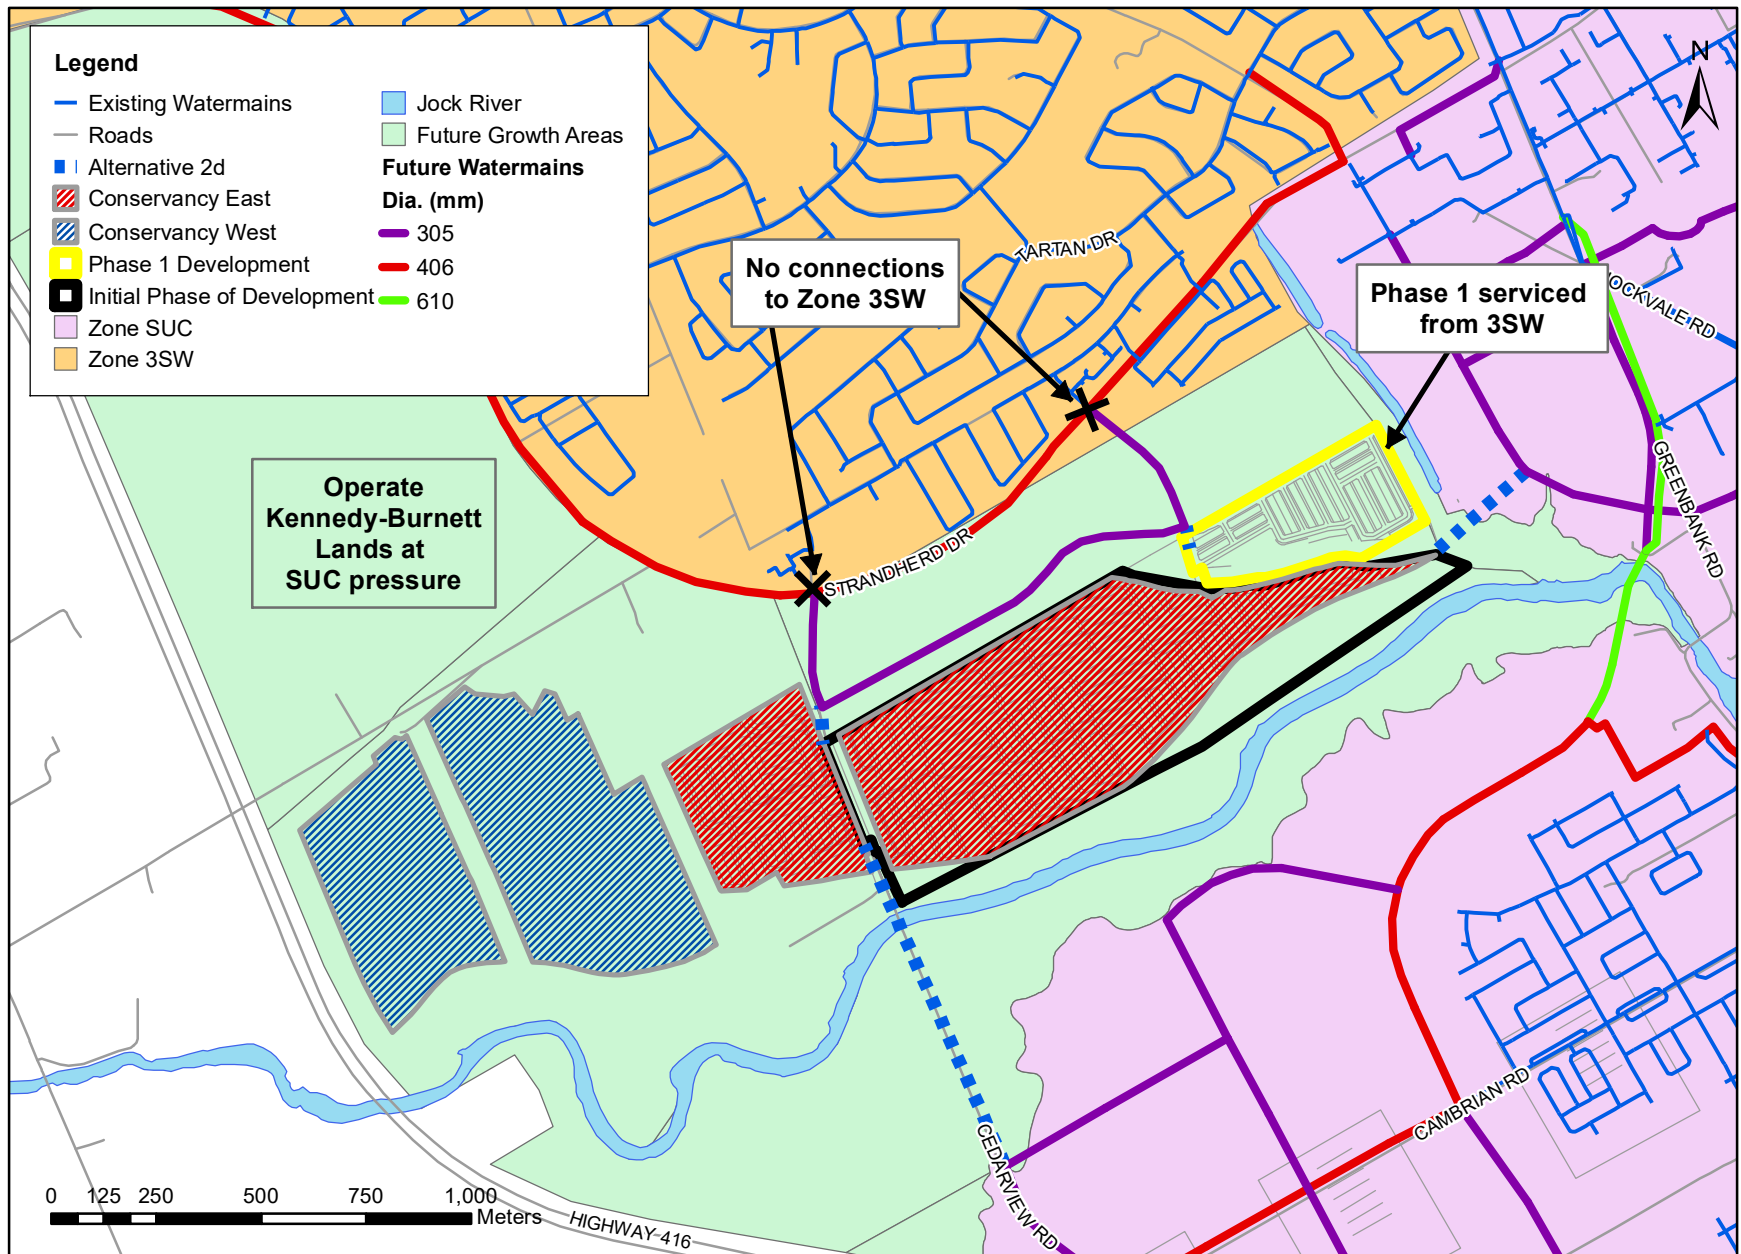 Legend
Existing Watermains
Roads
Alternative 2d
Conservancy East
Conservancy West
Phase 1 Development
Initial Phase of Development
Zone SUC
Zone 3SW
Jock River
Future Growth Areas
Future Watermains
Dia. (mm)
305
406
610
N
No connections
to Zone 3SW
TARTAN DR
Phase 1 serviced
from 3SW
OCKVALE RD
GREENBANK RD
Operate
Kennedy-Burnett
Lands at
SUC pressure
STRANDHERD DR
CAMBRIAN RD
CEDARVIEW RD
HIGHWAY 416
0 125 250 500 750 1,000
Meters